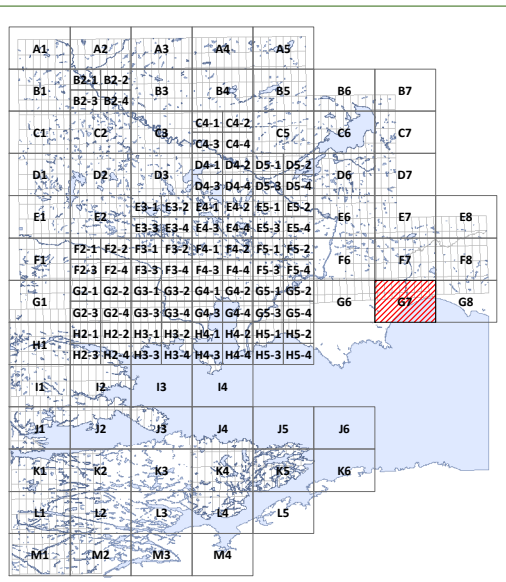 A1 A2 A3 A4 A5
B1 B2-1 B2-2 B3 B4 B5 B6 B7
B2-3 B2-4
C1 C2 C3 C4-1 C4-2 C5 C6 C7
C4-3 C4-4
D1 D2 D3 D4-1 D4-2 D5-1 D5-2 D6 D7
D4-3 D4-4 D5-3 D5-4
E1 E2 E3-1 E3-2 E4-1 E4-2 E5-1 E5-2 E6 E7 E8
E3-3 E3-4 E4-3 E4-4 E5-3 E5-4
F1 F2-1 F2-2 F3-1 F3-2 F4-1 F4-2 F5-1 F5-2 F6 F7 F8
F2-3 F2-4 F3-3 F3-4 F4-3 F4-4 F5-3 F5-4
G1 G2-1 G2-2 G3-1 G3-2 G4-1 G4-2 G5-1 G5-2 G6 G7 G8
G2-3 G2-4 G3-3 G3-4 G4-3 G4-4 G5-3 G5-4
H1 H2-1 H2-2 H3-1 H3-2 H4-1 H4-2 H5-1 H5-2
H2-3 H2-4 H3-3 H3-4 H4-3 H4-4 H5-3 H5-4
I1 I2 I3 I4
J1 J2 J3 J4 J5 J6
K1 K2 K3 K4 K5 K6
L1 L2 L3 L4 L5
M1 M2 M3 M4